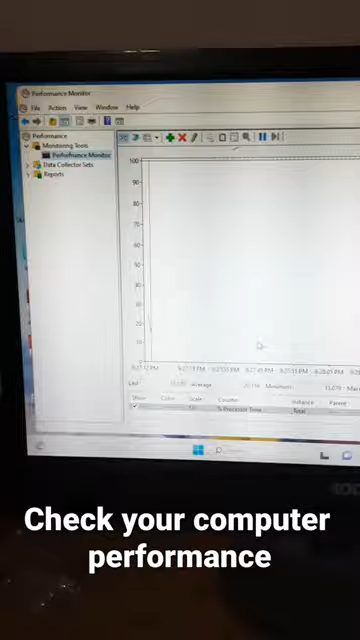 Performance Monitor
File Action View Window Help
Performance
Monitoring Tools
Performance Monitor
Data Collector Sets
Reports
100
90
80
70
60
50
40
30
20
10
0
Last
Average
Maximum
Show Color Scale Counter Instance Parent
% Processor Time
Check your computer
performance